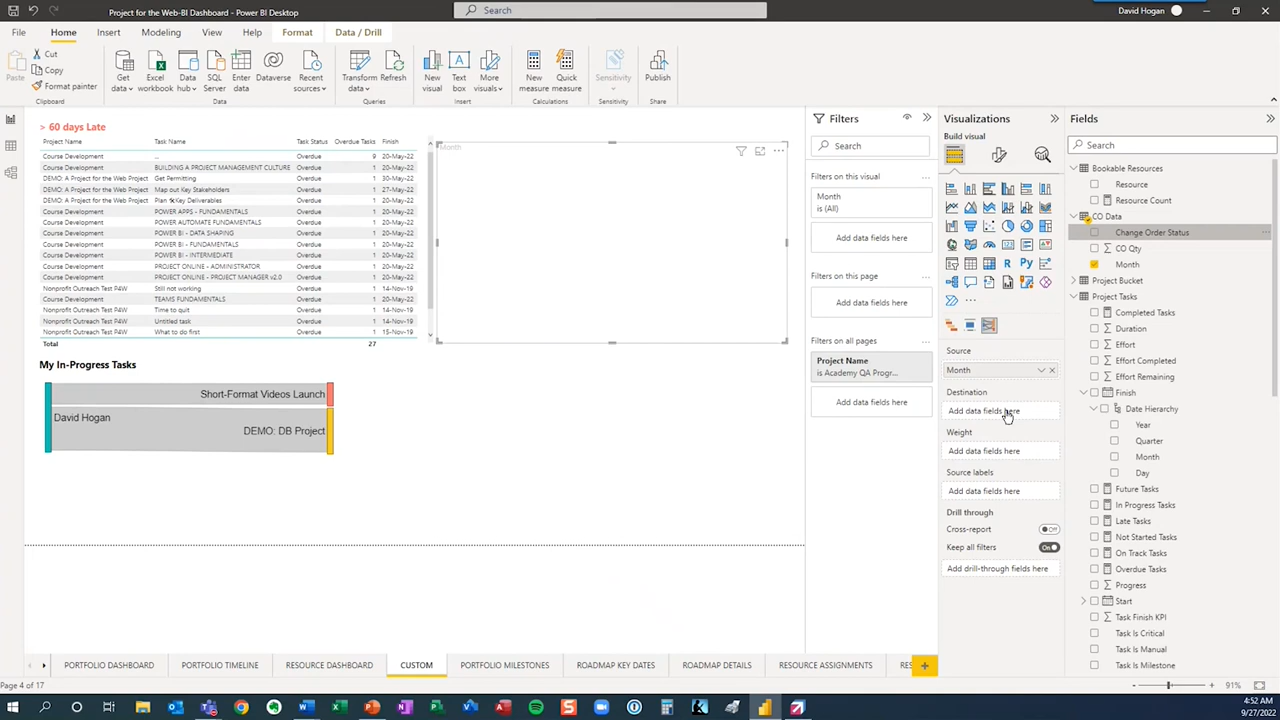 Project for the Web-BI Dashboard - Power BI Desktop
Search
David Hogan
File Home Insert Modeling View Help Format Data / Drill
Paste
Cut
Copy
Format painter
Get data
Excel workbook
Data hub
SQL Server
Enter data
Dataverse
Recent sources
Transform data
Refresh
New visual
Text box
More visuals
New measure
Quick measure
Sensitivity
Publish
Clipboard Data Queries Insert Calculations Sensitivity Share
> 60 days Late
Project Name Task Name Task Status Overdue Tasks Finish
Course Development ... Overdue 9 20-May-22
Course Development BUILDING A PROJECT MANAGEMENT CULTURE Overdue 1 20-May-22
DEMO: A Project for the Web Project Get Permitting Overdue 1 30-May-22
DEMO: A Project for the Web Project Map out Key Stakeholders Overdue 1 27-May-22
DEMO: A Project for the Web Project Plan Key Deliverables Overdue 1 20-May-22
Course Development POWER APPS - FUNDAMENTALS Overdue 1 20-May-22
Course Development POWER AUTOMATE FUNDAMENTALS Overdue 1 20-May-22
Course Development POWER BI - DATA SHAPING Overdue 1 20-May-22
Course Development POWER BI - FUNDAMENTALS Overdue 1 20-May-22
Course Development POWER BI - INTERMEDIATE Overdue 1 20-May-22
Course Development PROJECT ONLINE - ADMINISTRATOR Overdue 1 20-May-22
Course Development PROJECT ONLINE - PROJECT MANAGER v2.0 Overdue 1 20-May-22
Nonprofit Outreach Test P4W Still not working Overdue 1 14-Nov-19
Course Development TEAMS FUNDAMENTALS Overdue 1 20-May-22
Nonprofit Outreach Test P4W Time to quit Overdue 1 14-Nov-19
Nonprofit Outreach Test P4W Untitled task Overdue 1 14-Nov-19
Nonprofit Outreach Test P4W What to do first Overdue 1 15-Nov-19
Total 27
Month
My In-Progress Tasks
Short-Format Videos Launch
David Hogan
DEMO: DB Project
Filters
Search
Filters on this visual ...
Month
is (All)
Add data fields here
Filters on this page ...
Add data fields here
Filters on all pages ...
Project Name
is Academy QA Progr...
Add data fields here
Visualizations
Build visual
R Py
Source
Month
Destination
Add data fields here
Weight
Add data fields here
Source labels
Add data fields here
Drill through
Cross-report Off
Keep all filters On
Add drill-through fields here
Fields
Search
Bookable Resources
Resource
Resource Count
CO Data
Change Order Status
CO Qty
Month
Project Bucket
Project Tasks
Completed Tasks
Duration
Effort
Effort Completed
Effort Remaining
Finish
Date Hierarchy
Year
Quarter
Month
Day
Future Tasks
In Progress Tasks
Late Tasks
Not Started Tasks
On Track Tasks
Overdue Tasks
Progress
Start
Task Finish KPI
Task Is Critical
Task Is Manual
Task Is Milestone
PORTFOLIO DASHBOARD PORTFOLIO TIMELINE RESOURCE DASHBOARD CUSTOM PORTFOLIO MILESTONES ROADMAP KEY DATES ROADMAP DETAILS RESOURCE ASSIGNMENTS RES
Page 4 of 17
91%
4:52 AM
9/27/2022